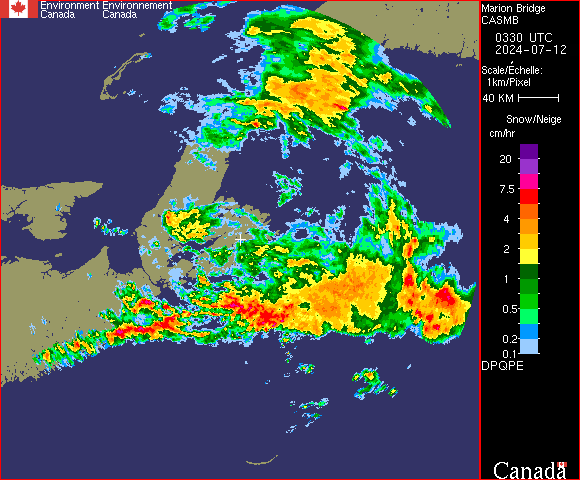 Environment Environnement
Canada Canada
Marion Bridge
CASMB
0330 UTC
2024-07-12
Scale/Échelle:
1km/Pixel
40 KM
Snow/Neige
cm/hr
20
7.5
4
2
1
0.5
0.2
0.1
DPQPE
Canada